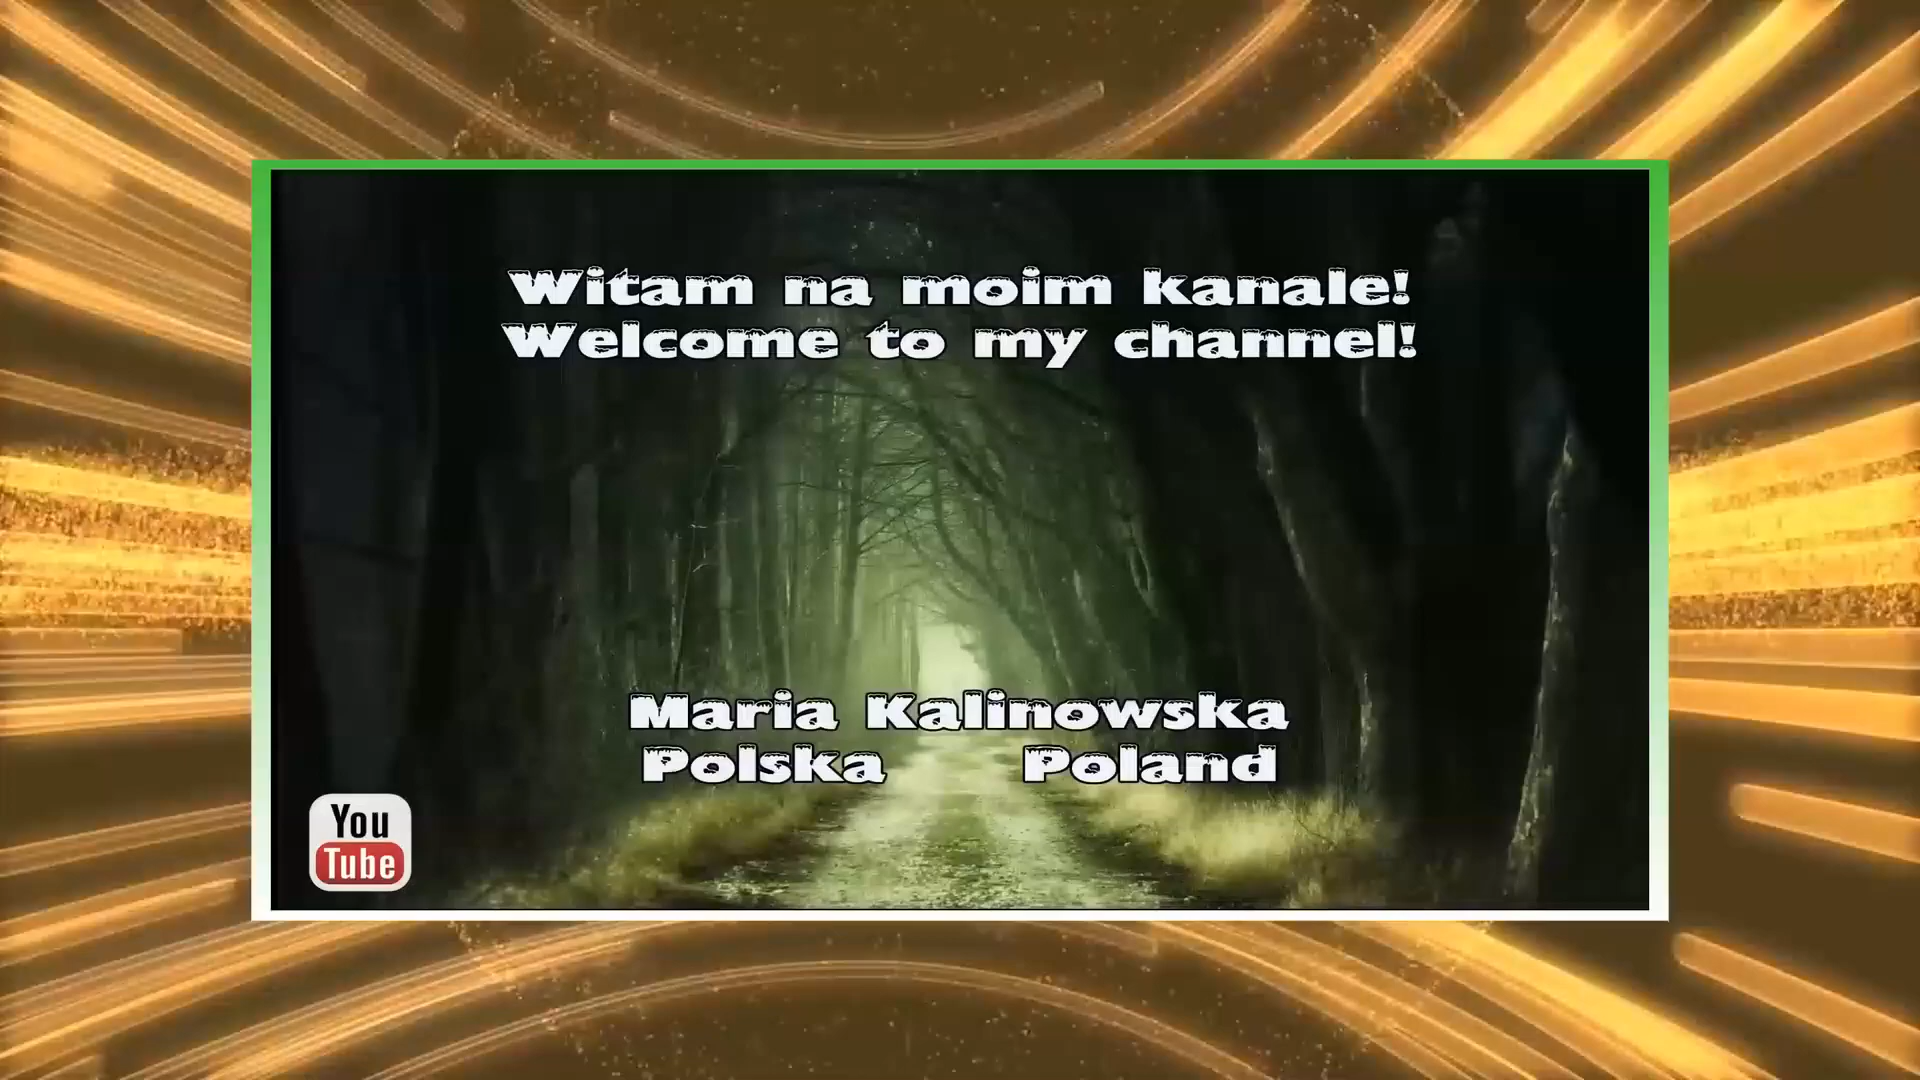 Witam na moim kanale!
Welcome to my channel!
Maria Kalinowska
Polska Poland
You
Tube